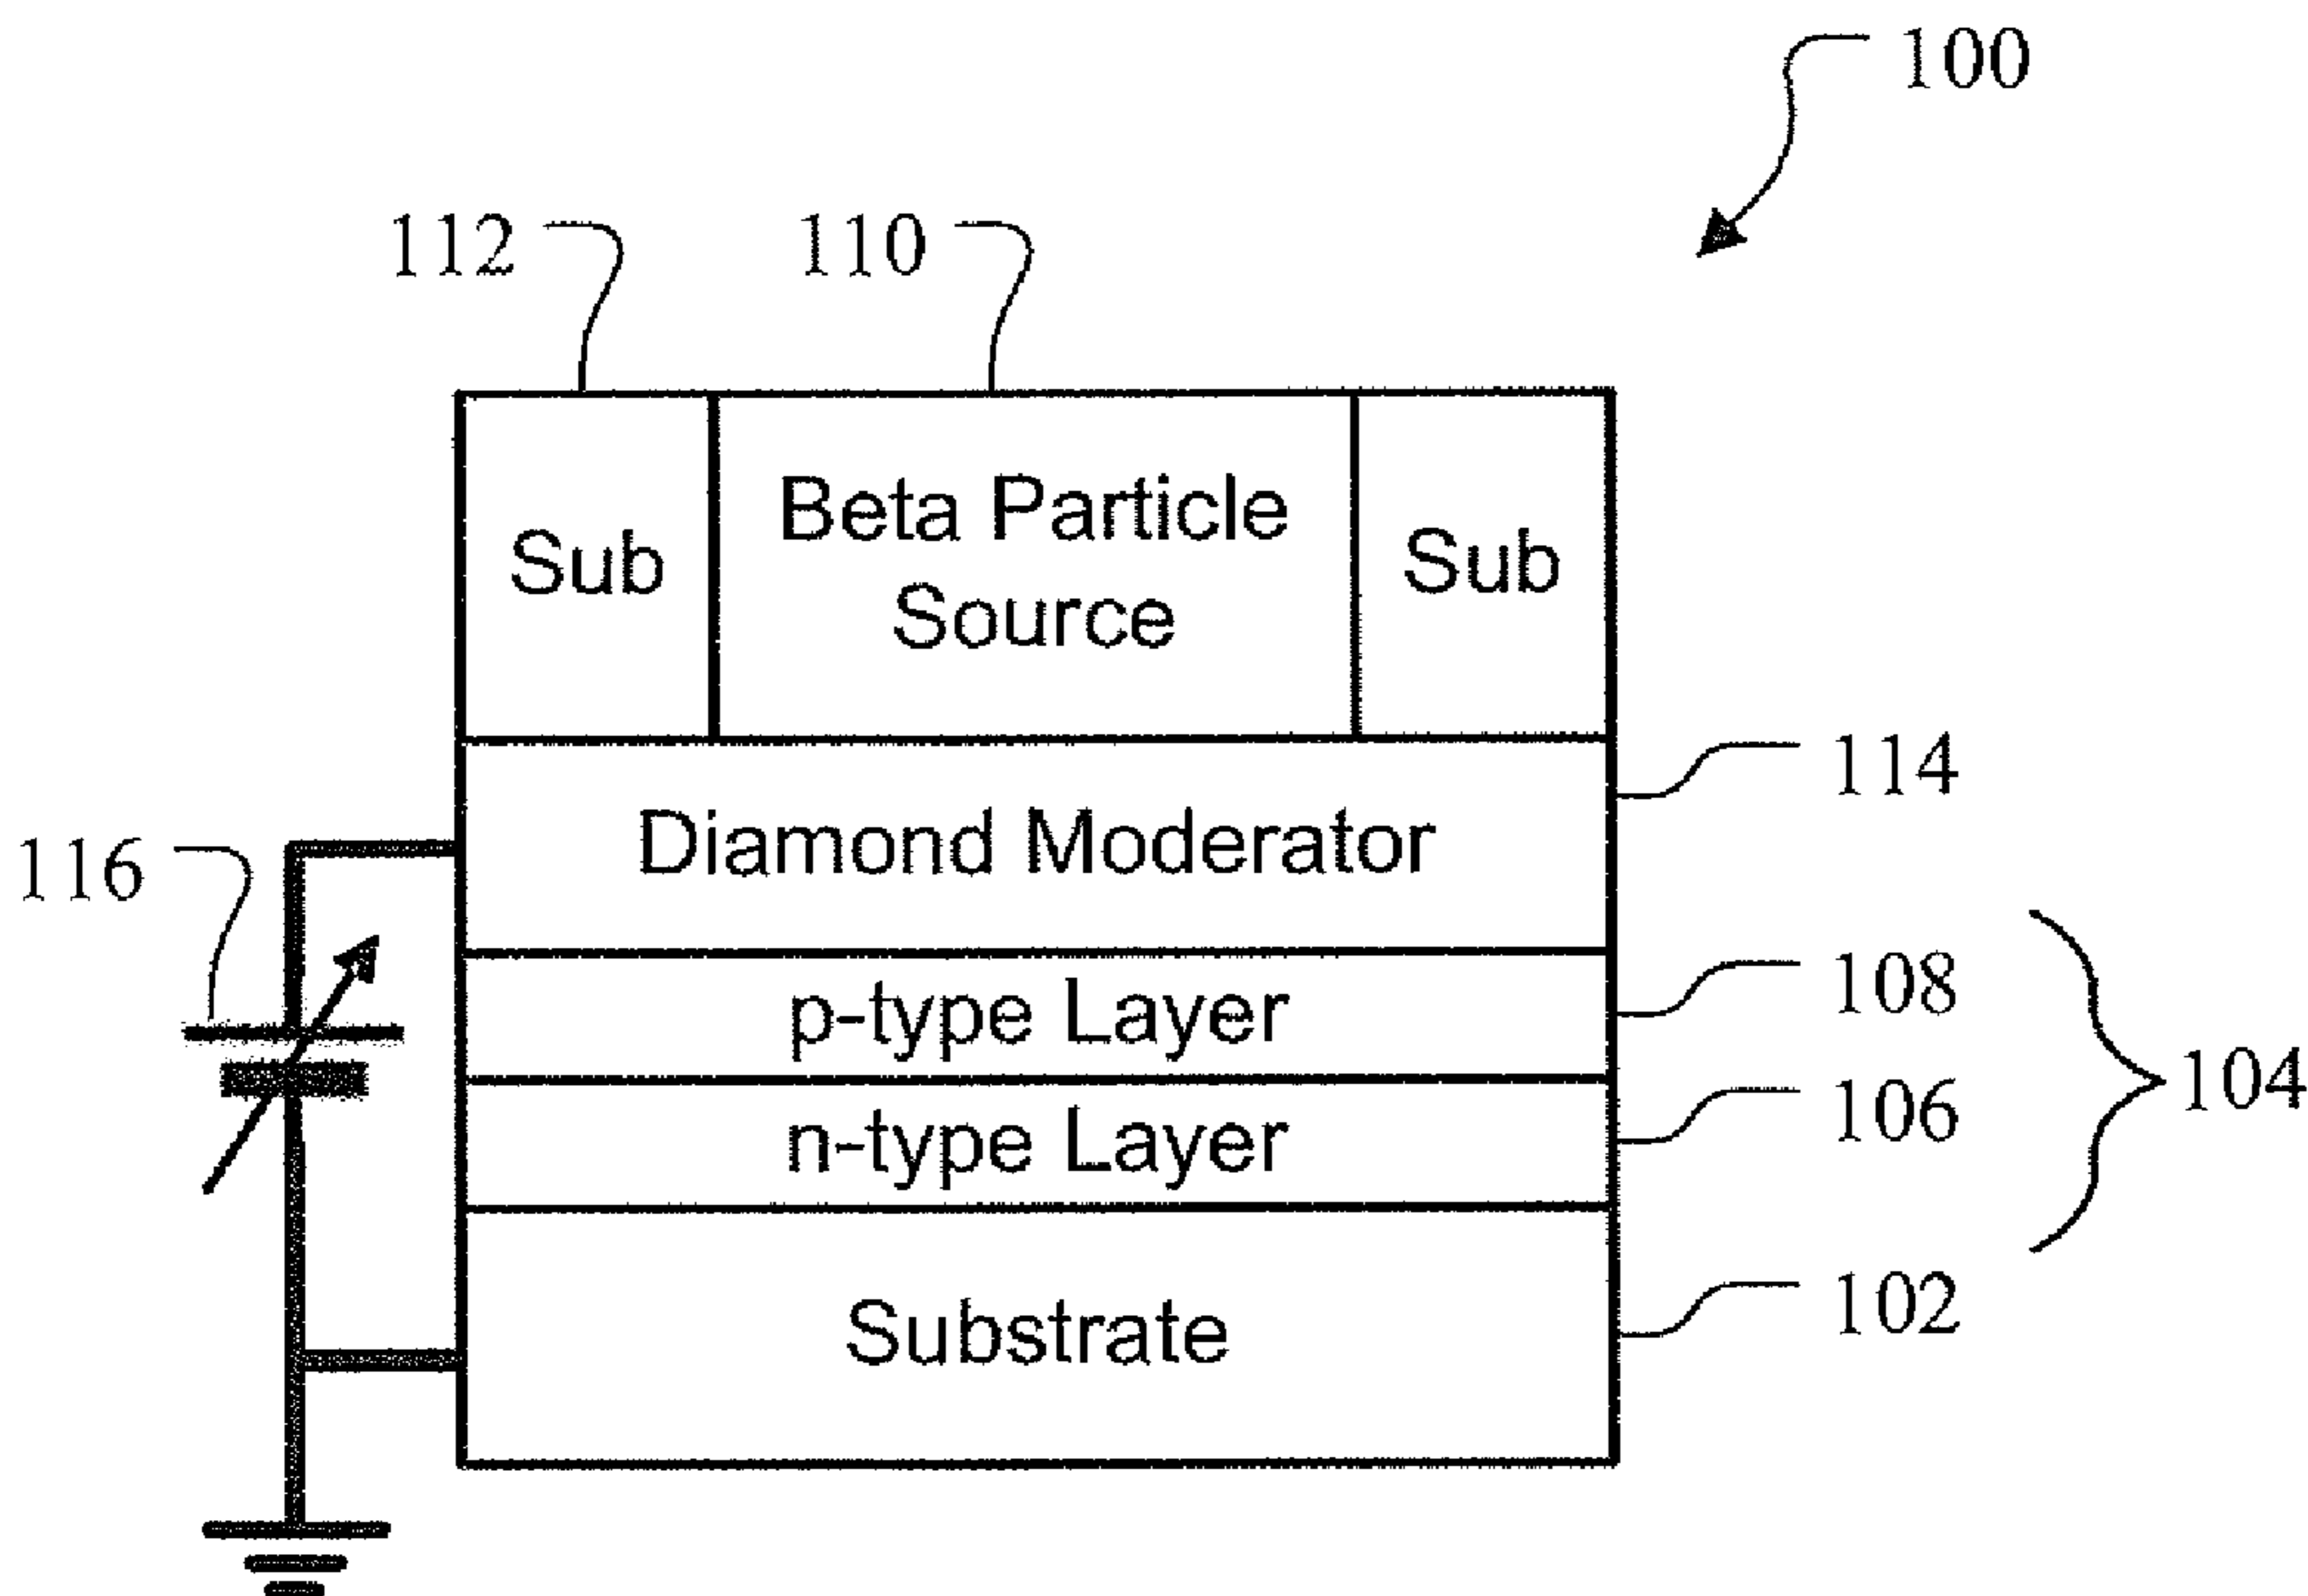 100
112
110
Sub
Beta Particle
Source
Sub
114
Diamond Moderator
116
p-type Layer
108
n-type Layer
106
104
Substrate
102